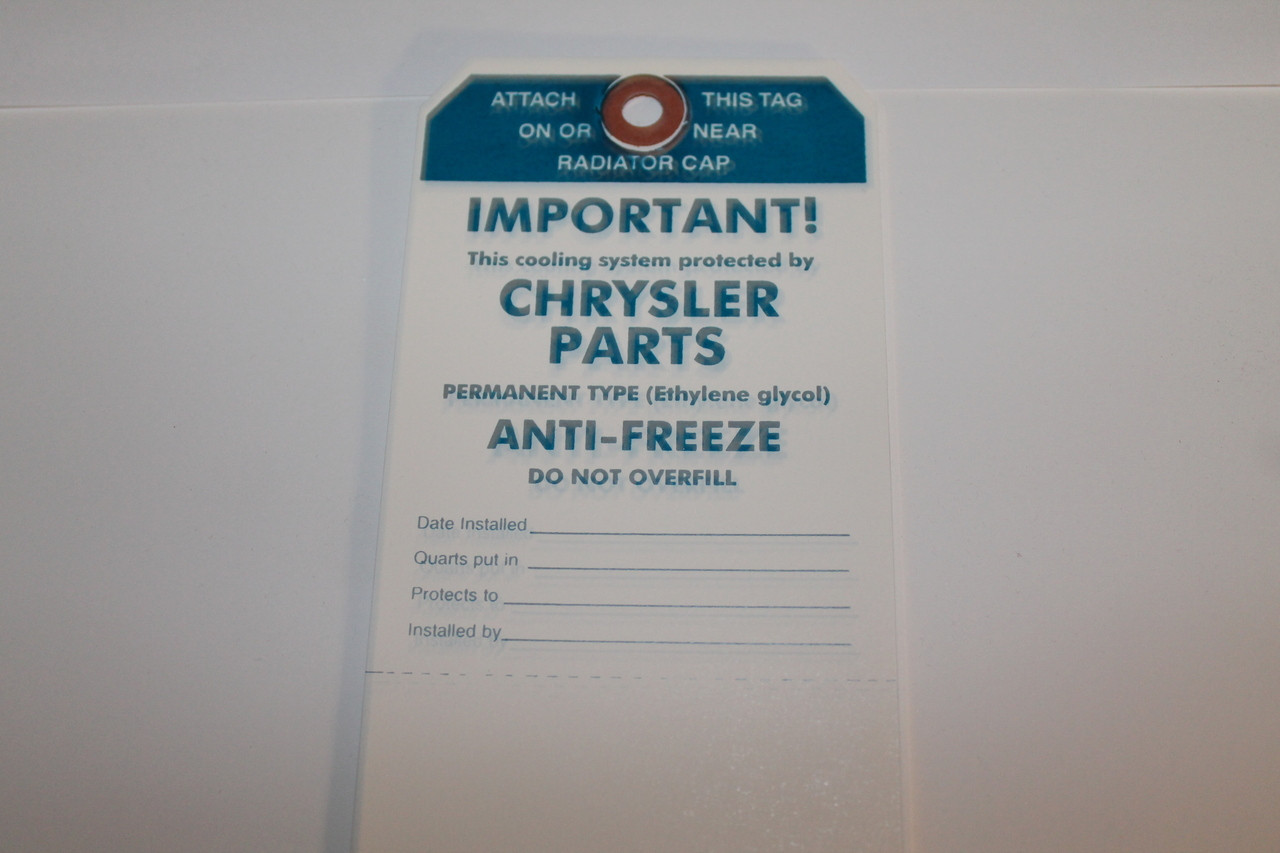 ATTACH THIS TAG
ON OR NEAR
RADIATOR CAP
IMPORTANT!
This cooling system protected by
CHRYSLER
PARTS
PERMANENT TYPE (Ethylene glycol)
ANTI-FREEZE
DO NOT OVERFILL
Date Installed
Quarts put in
Protects to
Installed by